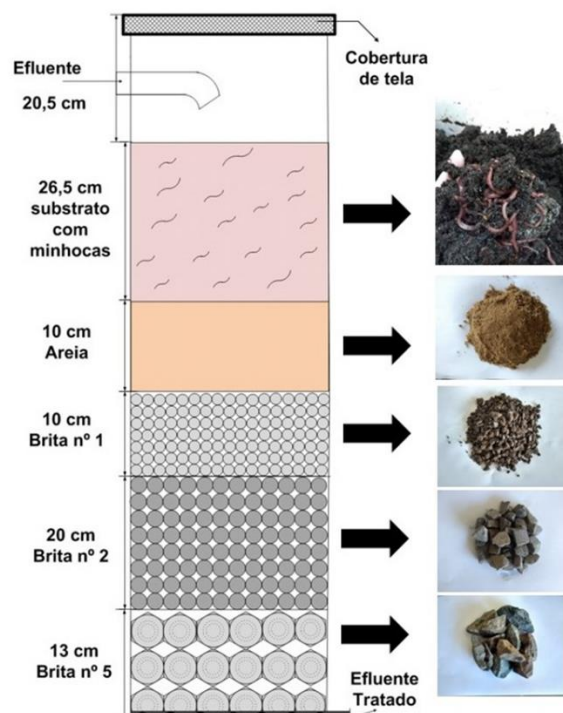 Efluente
20,5 cm
Cobertura
de tela
26,5 cm
substrato
com
minhocas
10 cm
Areia
10 cm
Brita nº 1
20 cm
Brita nº 2
13 cm
Brita nº 5
Efluente
Tratado